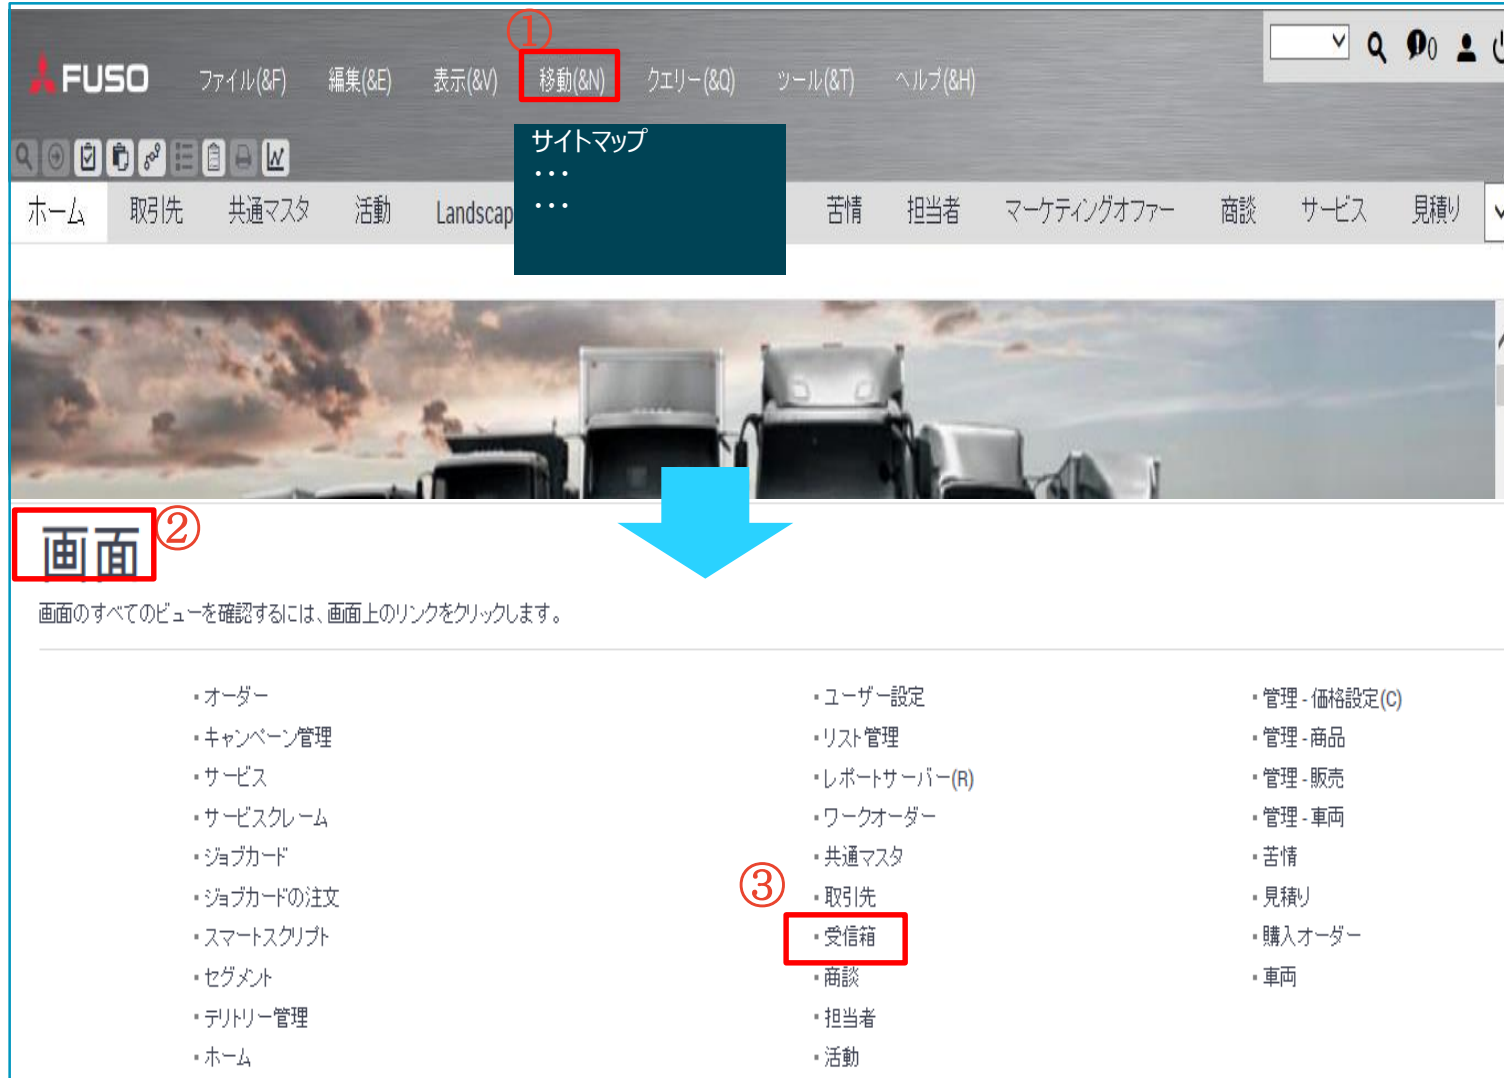 ①
FUSO ファイル(&F) 編集(&E) 表示(&V) 移動(&N) クエリー(&Q) ツール(&T) ヘルプ(&H) 0
サイトマップ
・・・
・・・
ホーム 取引先 共通マスタ 活動 Landscap 苦情 担当者 マーケティングオファー 商談 サービス 見積り
画面 ②
画面のすべてのビューを確認するには、画面上のリンクをクリックします。
▪オーダー
▪キャンペーン管理
▪サービス
▪サービスクレーム
▪ジョブカード
▪ジョブカードの注文
▪スマートスクリプト
▪セグメント
▪テリトリー管理
▪ホーム
▪ユーザー設定
▪リスト管理
▪レポートサーバー(R)
▪ワークオーダー
▪共通マスタ
③
▪取引先
▪受信箱
▪商談
▪担当者
▪活動
▪管理 - 価格設定(C)
▪管理 - 商品
▪管理 - 販売
▪管理 - 車両
▪苦情
▪見積り
▪購入オーダー
▪車両